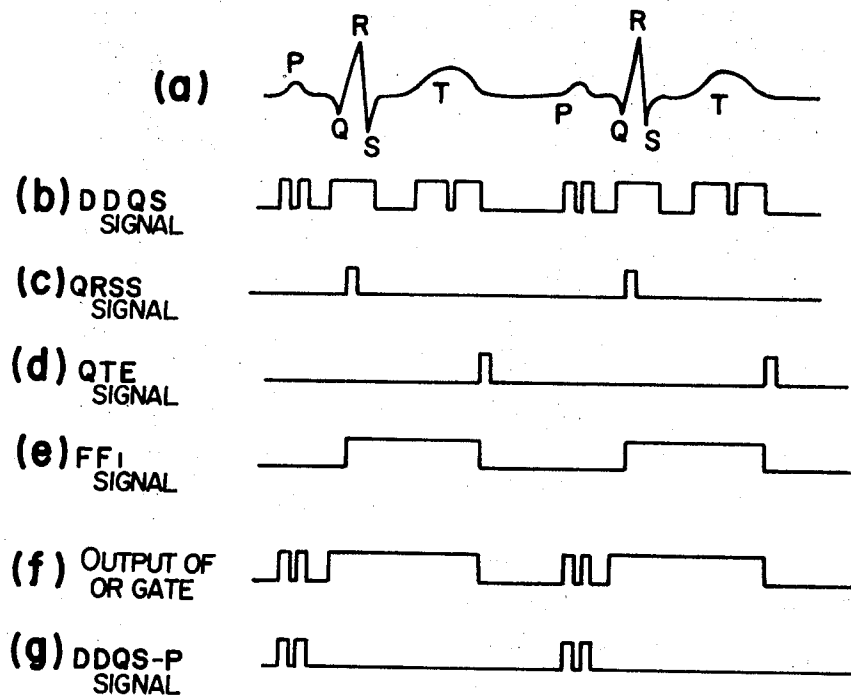 R
R
P
(a)
T
T
P
Q
Q
S
S
(b) DDQS
SIGNAL
(c) QRSS
SIGNAL
(d) QTE
SIGNAL
(e) FF1
SIGNAL
(f) OUTPUT OF
OR GATE
(g) DDQS-P
SIGNAL